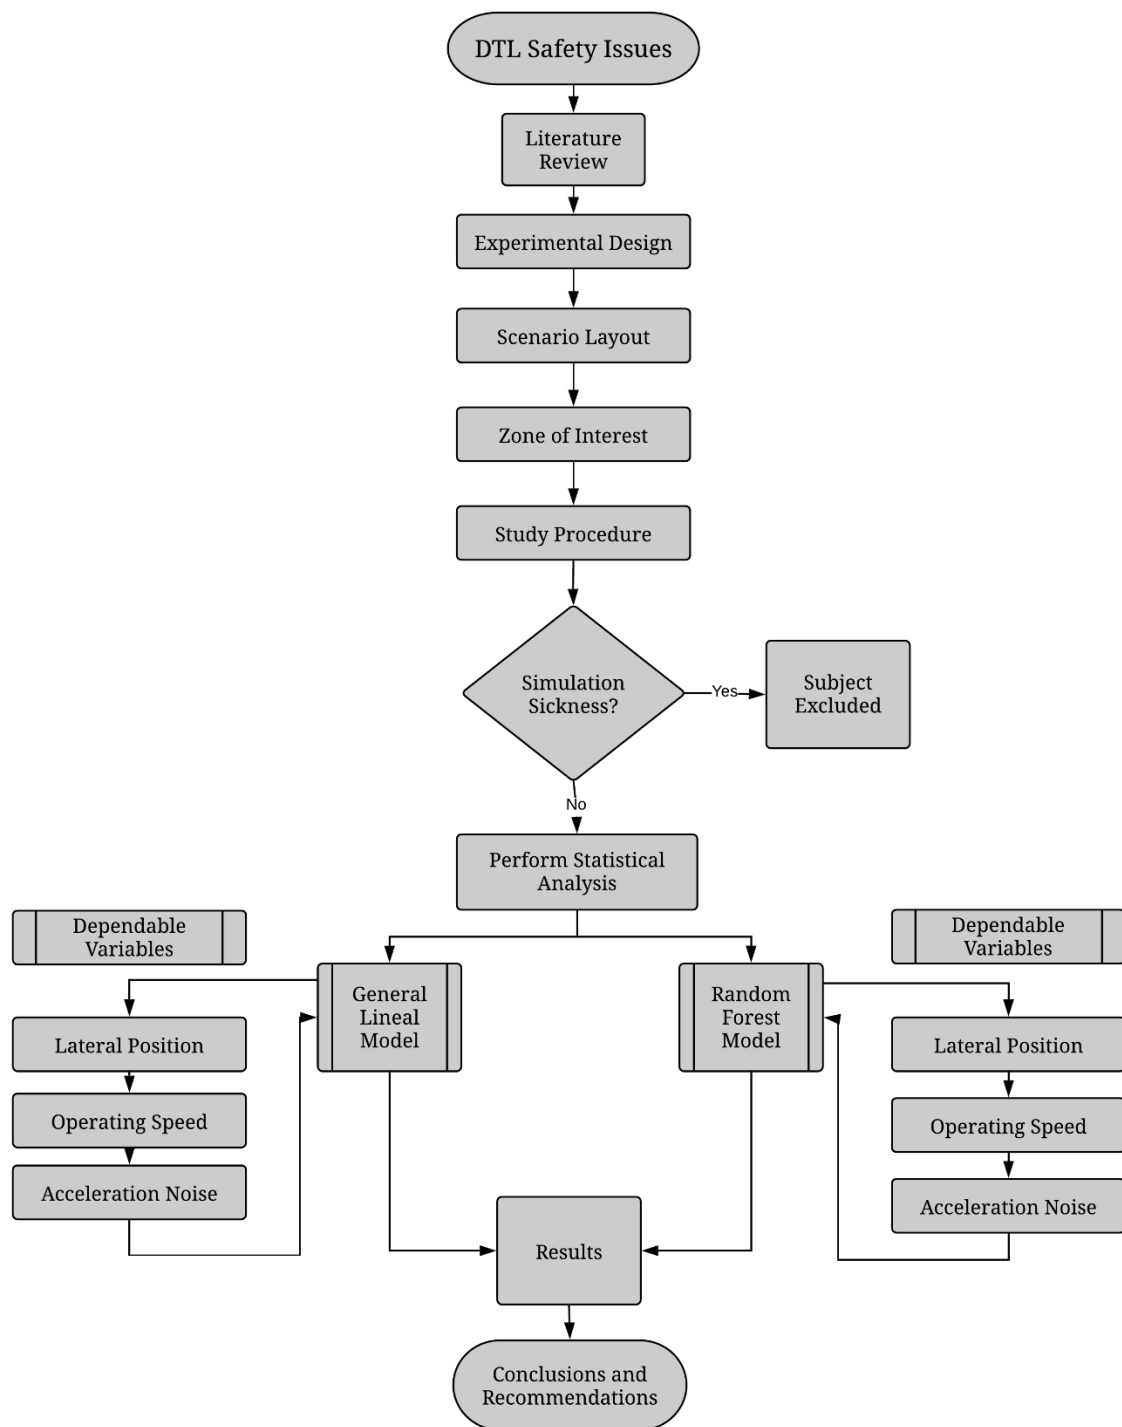 DTL Safety Issues
Literature
Review
Experimental Design
Scenario Layout
Zone of Interest
Study Procedure
Simulation
Sickness?
Yes
Subject
Excluded
No
Perform Statistical
Analysis
Dependable
Variables
General
Lineal
Model
Lateral Position
Operating Speed
Acceleration Noise
Random
Forest
Model
Dependable
Variables
Lateral Position
Operating Speed
Acceleration Noise
Results
Conclusions and
Recommendations